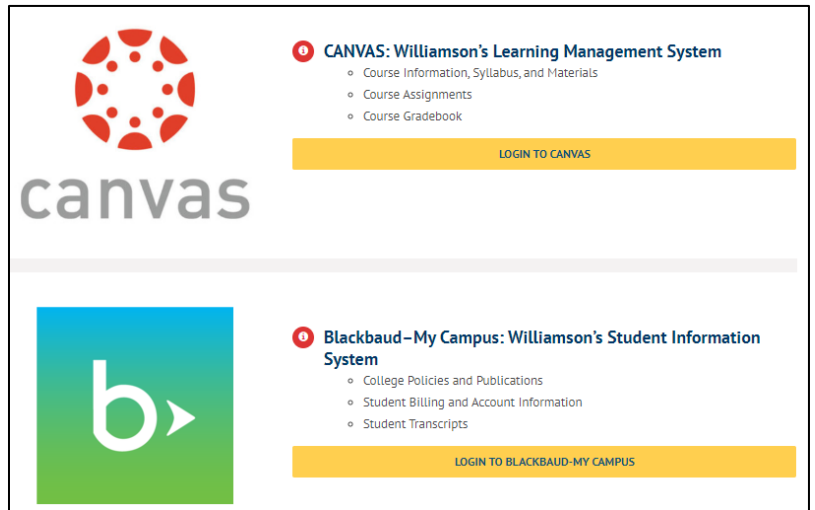 canvas
CANVAS: Williamson's Learning Management System
Course Information, Syllabus, and Materials
Course Assignments
Course Gradebook
LOGIN TO CANVAS
b
Blackbaud–My Campus: Williamson's Student Information
System
College Policies and Publications
Student Billing and Account Information
Student Transcripts
LOGIN TO BLACKBAUD-MY CAMPUS